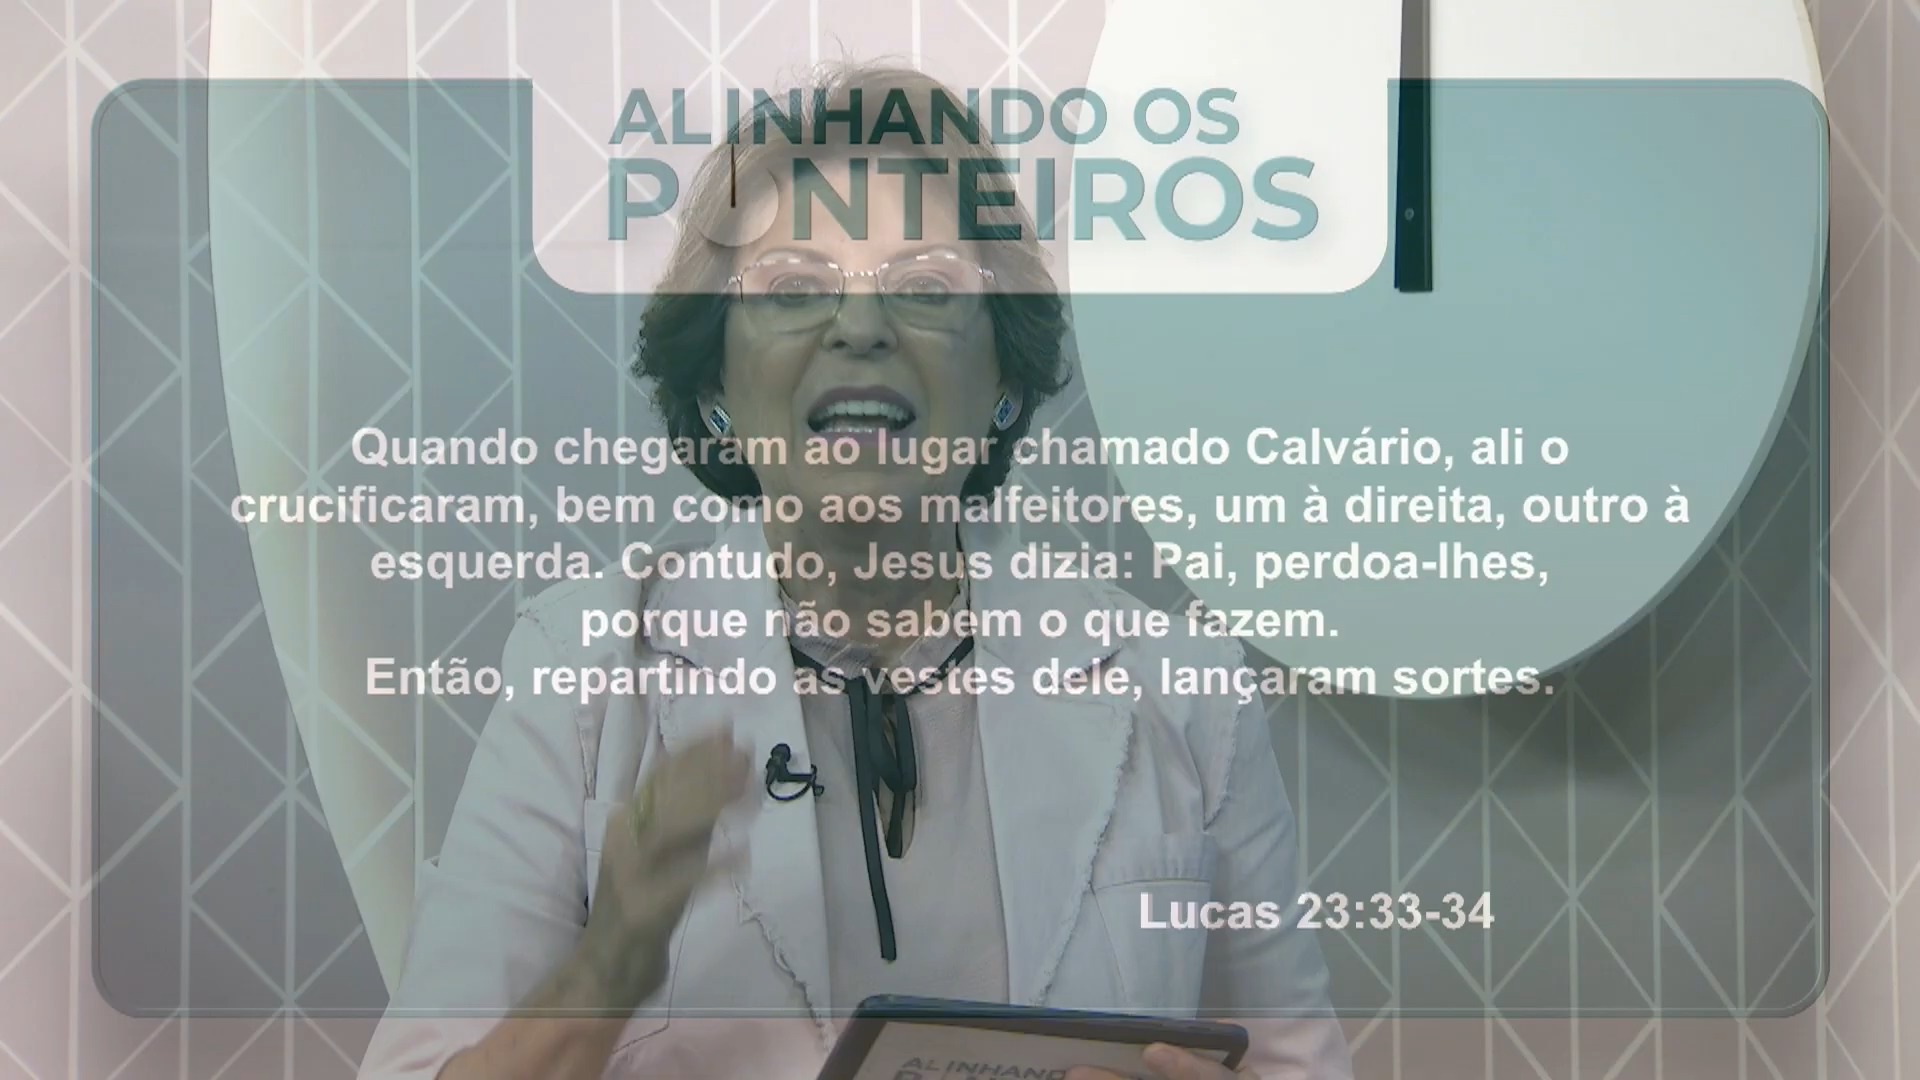 ALINHANDO OS
PONTEIROS
Quando chegaram ao lugar chamado Calvário, ali o
crucificaram, bem como aos malfeitores, um à direita, outro à
esquerda. Contudo, Jesus dizia: Pai, perdoa-lhes,
porque não sabem o que fazem.
Então, repartindo as vestes dele, lançaram sortes.
Lucas 23:33-34
ALINHAND